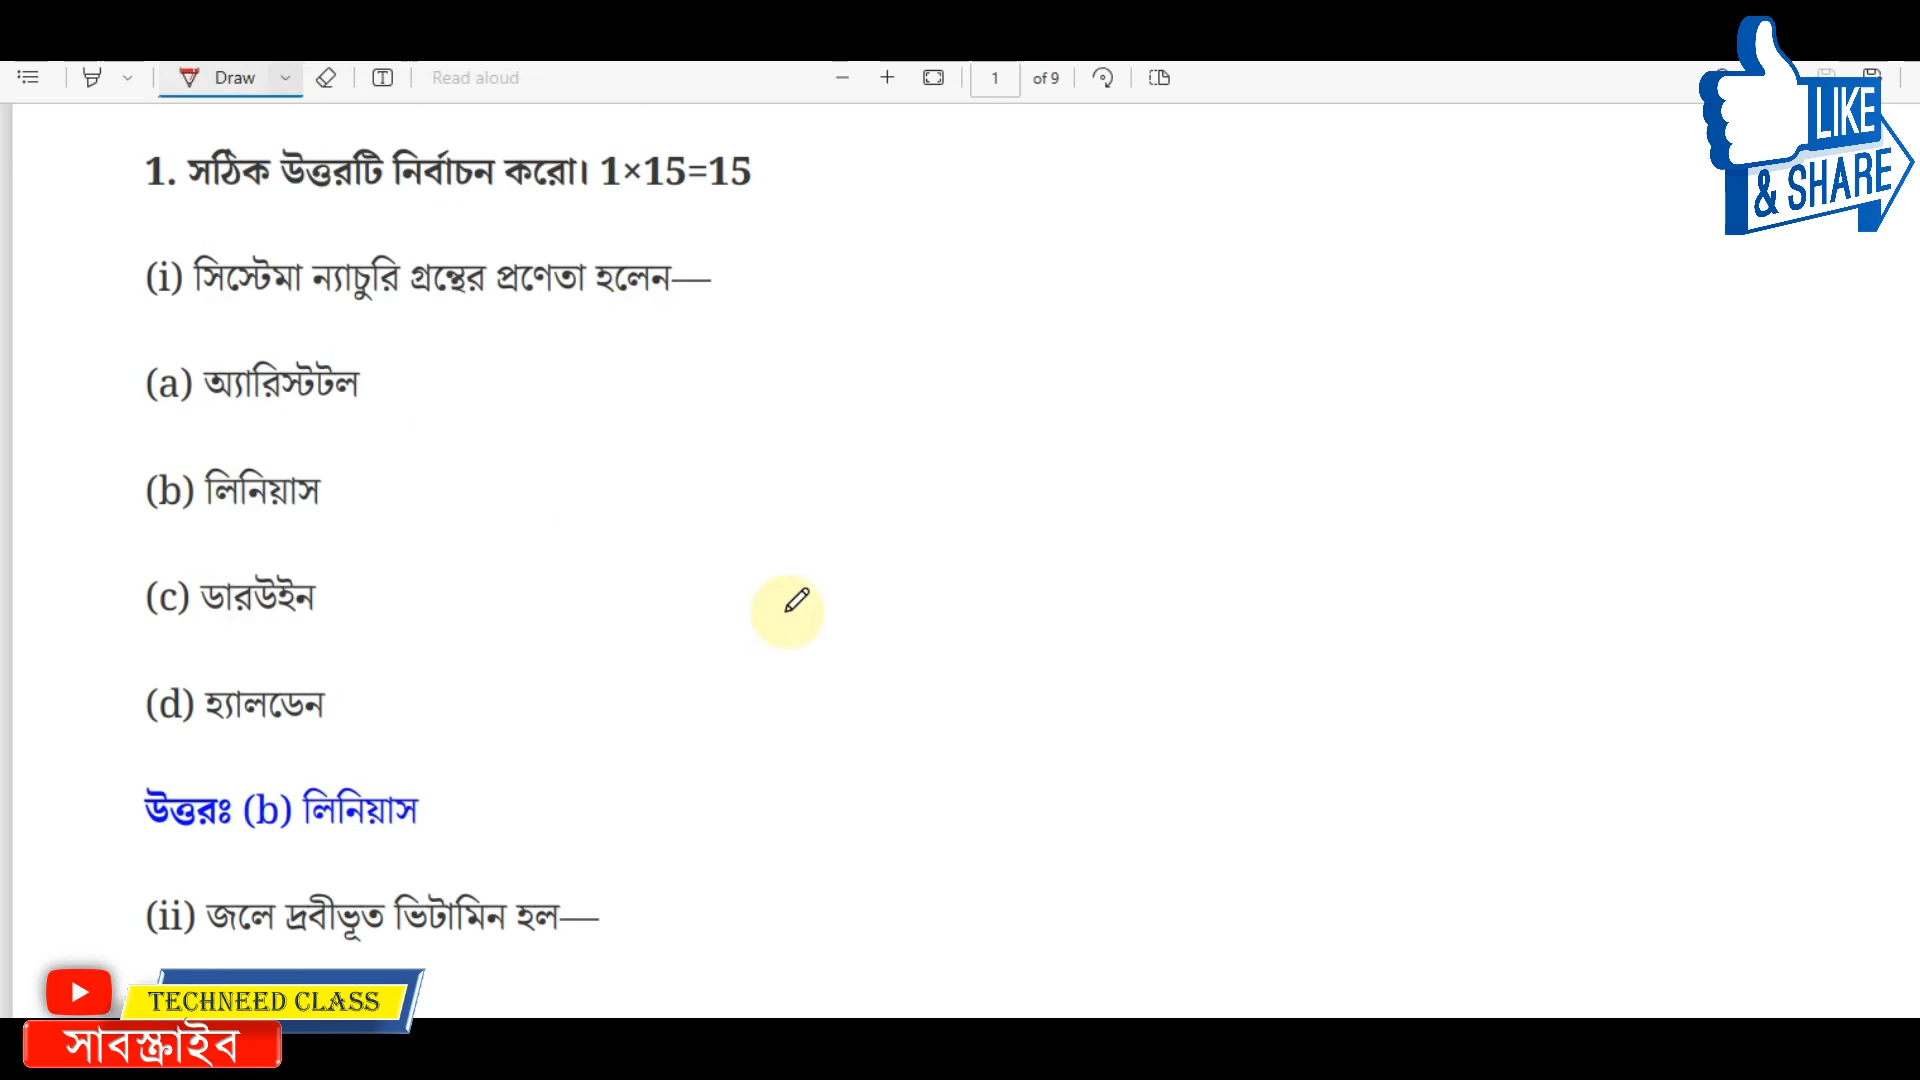 Draw
Read aloud
1 of 9
LIKE
& SHARE
1. সঠিক উত্তরটি নির্বাচন করো। 1×15=15
(i) সিস্টেমা ন্যাচুরি গ্রন্থের প্রণেতা হলেন—
(a) অ্যারিস্টটল
(b) লিনিয়াস
(c) ডারউইন
(d) হ্যালডেন
উত্তরঃ (b) লিনিয়াস
(ii) জলে দ্রবীভূত ভিটামিন হল—
TECHNEED CLASS
সাবস্ক্রাইব